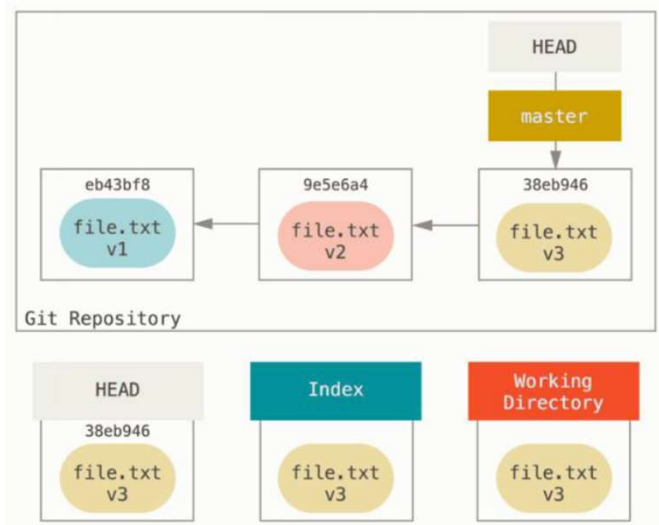 HEAD
master
eb43bf8
9e5e6a4
38eb946
file.txt
v1
file.txt
v2
file.txt
v3
Git Repository
HEAD
Index
Working
Directory
38eb946
file.txt
v3
file.txt
v3
file.txt
v3